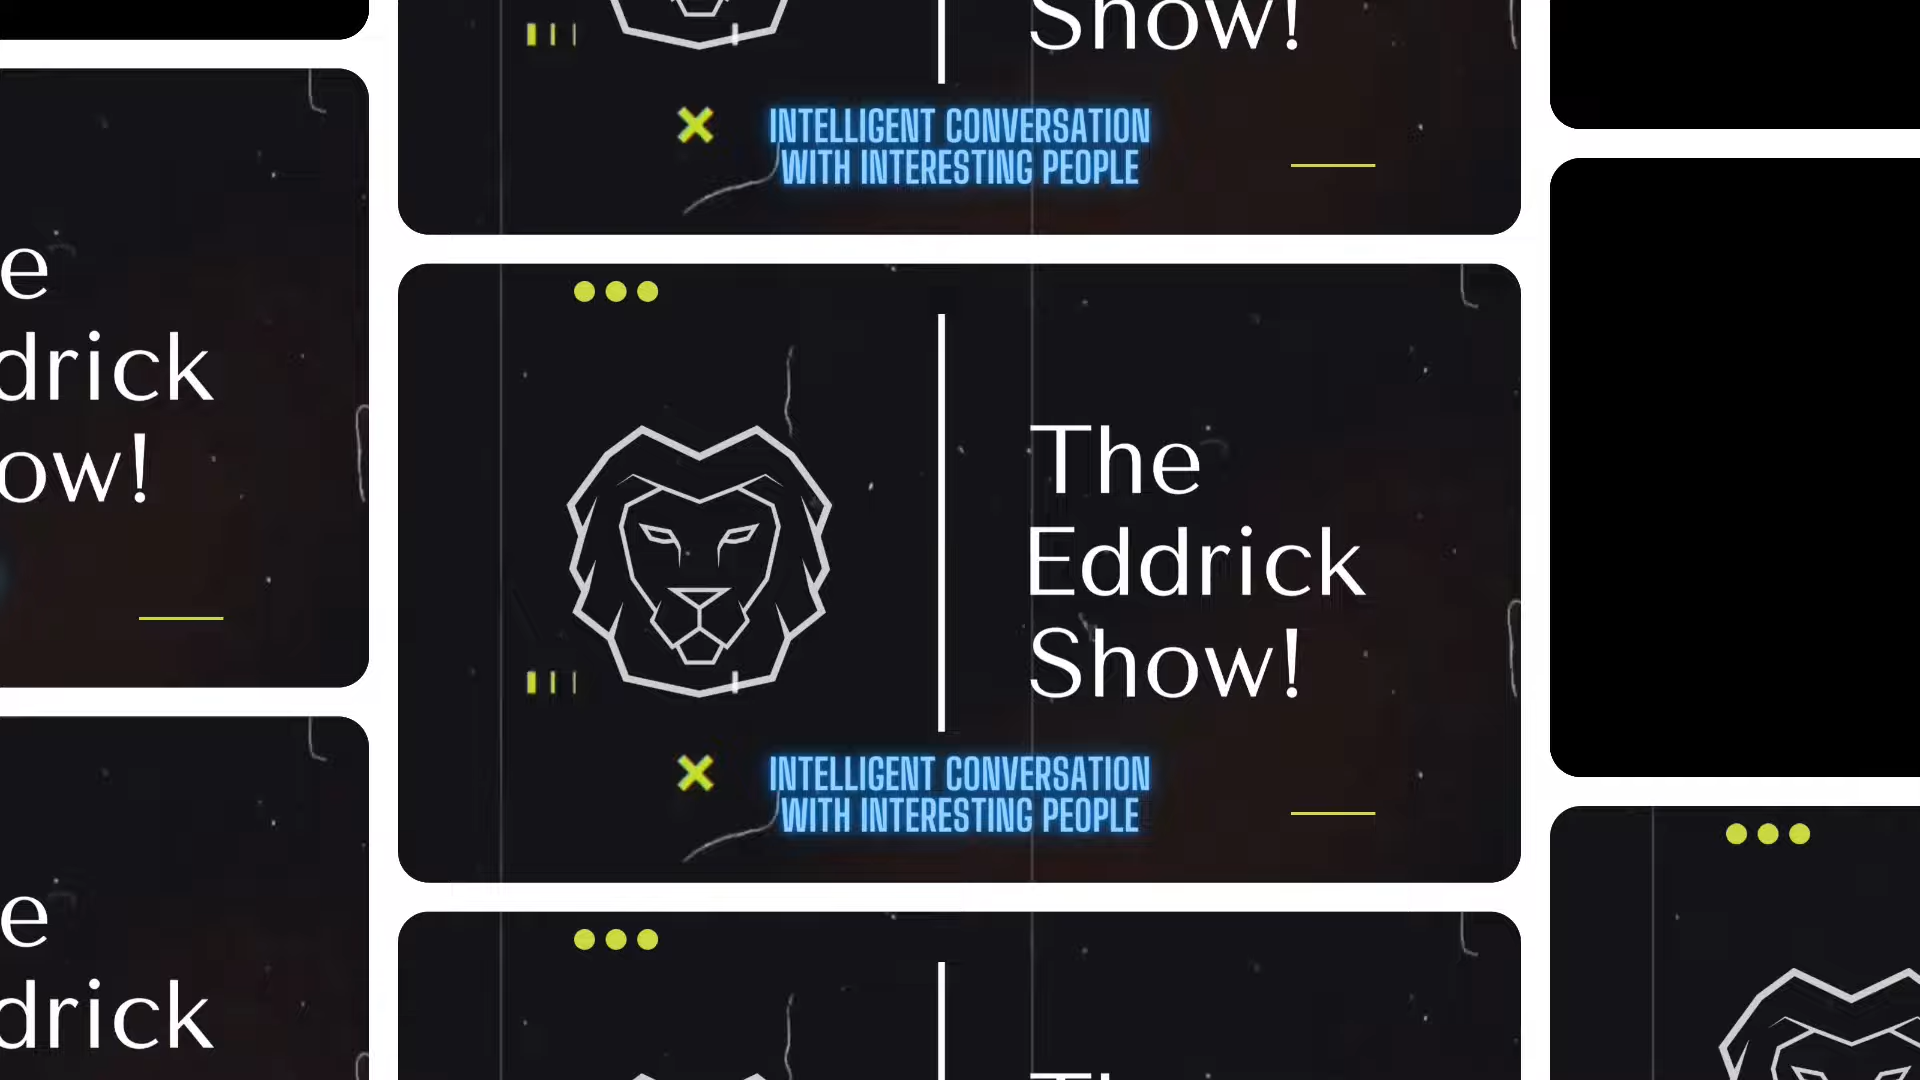 Show!
INTELLIGENT CONVERSATION
WITH INTERESTING PEOPLE
e
drick
ow!
The
Eddrick
Show!
INTELLIGENT CONVERSATION
WITH INTERESTING PEOPLE
e
drick